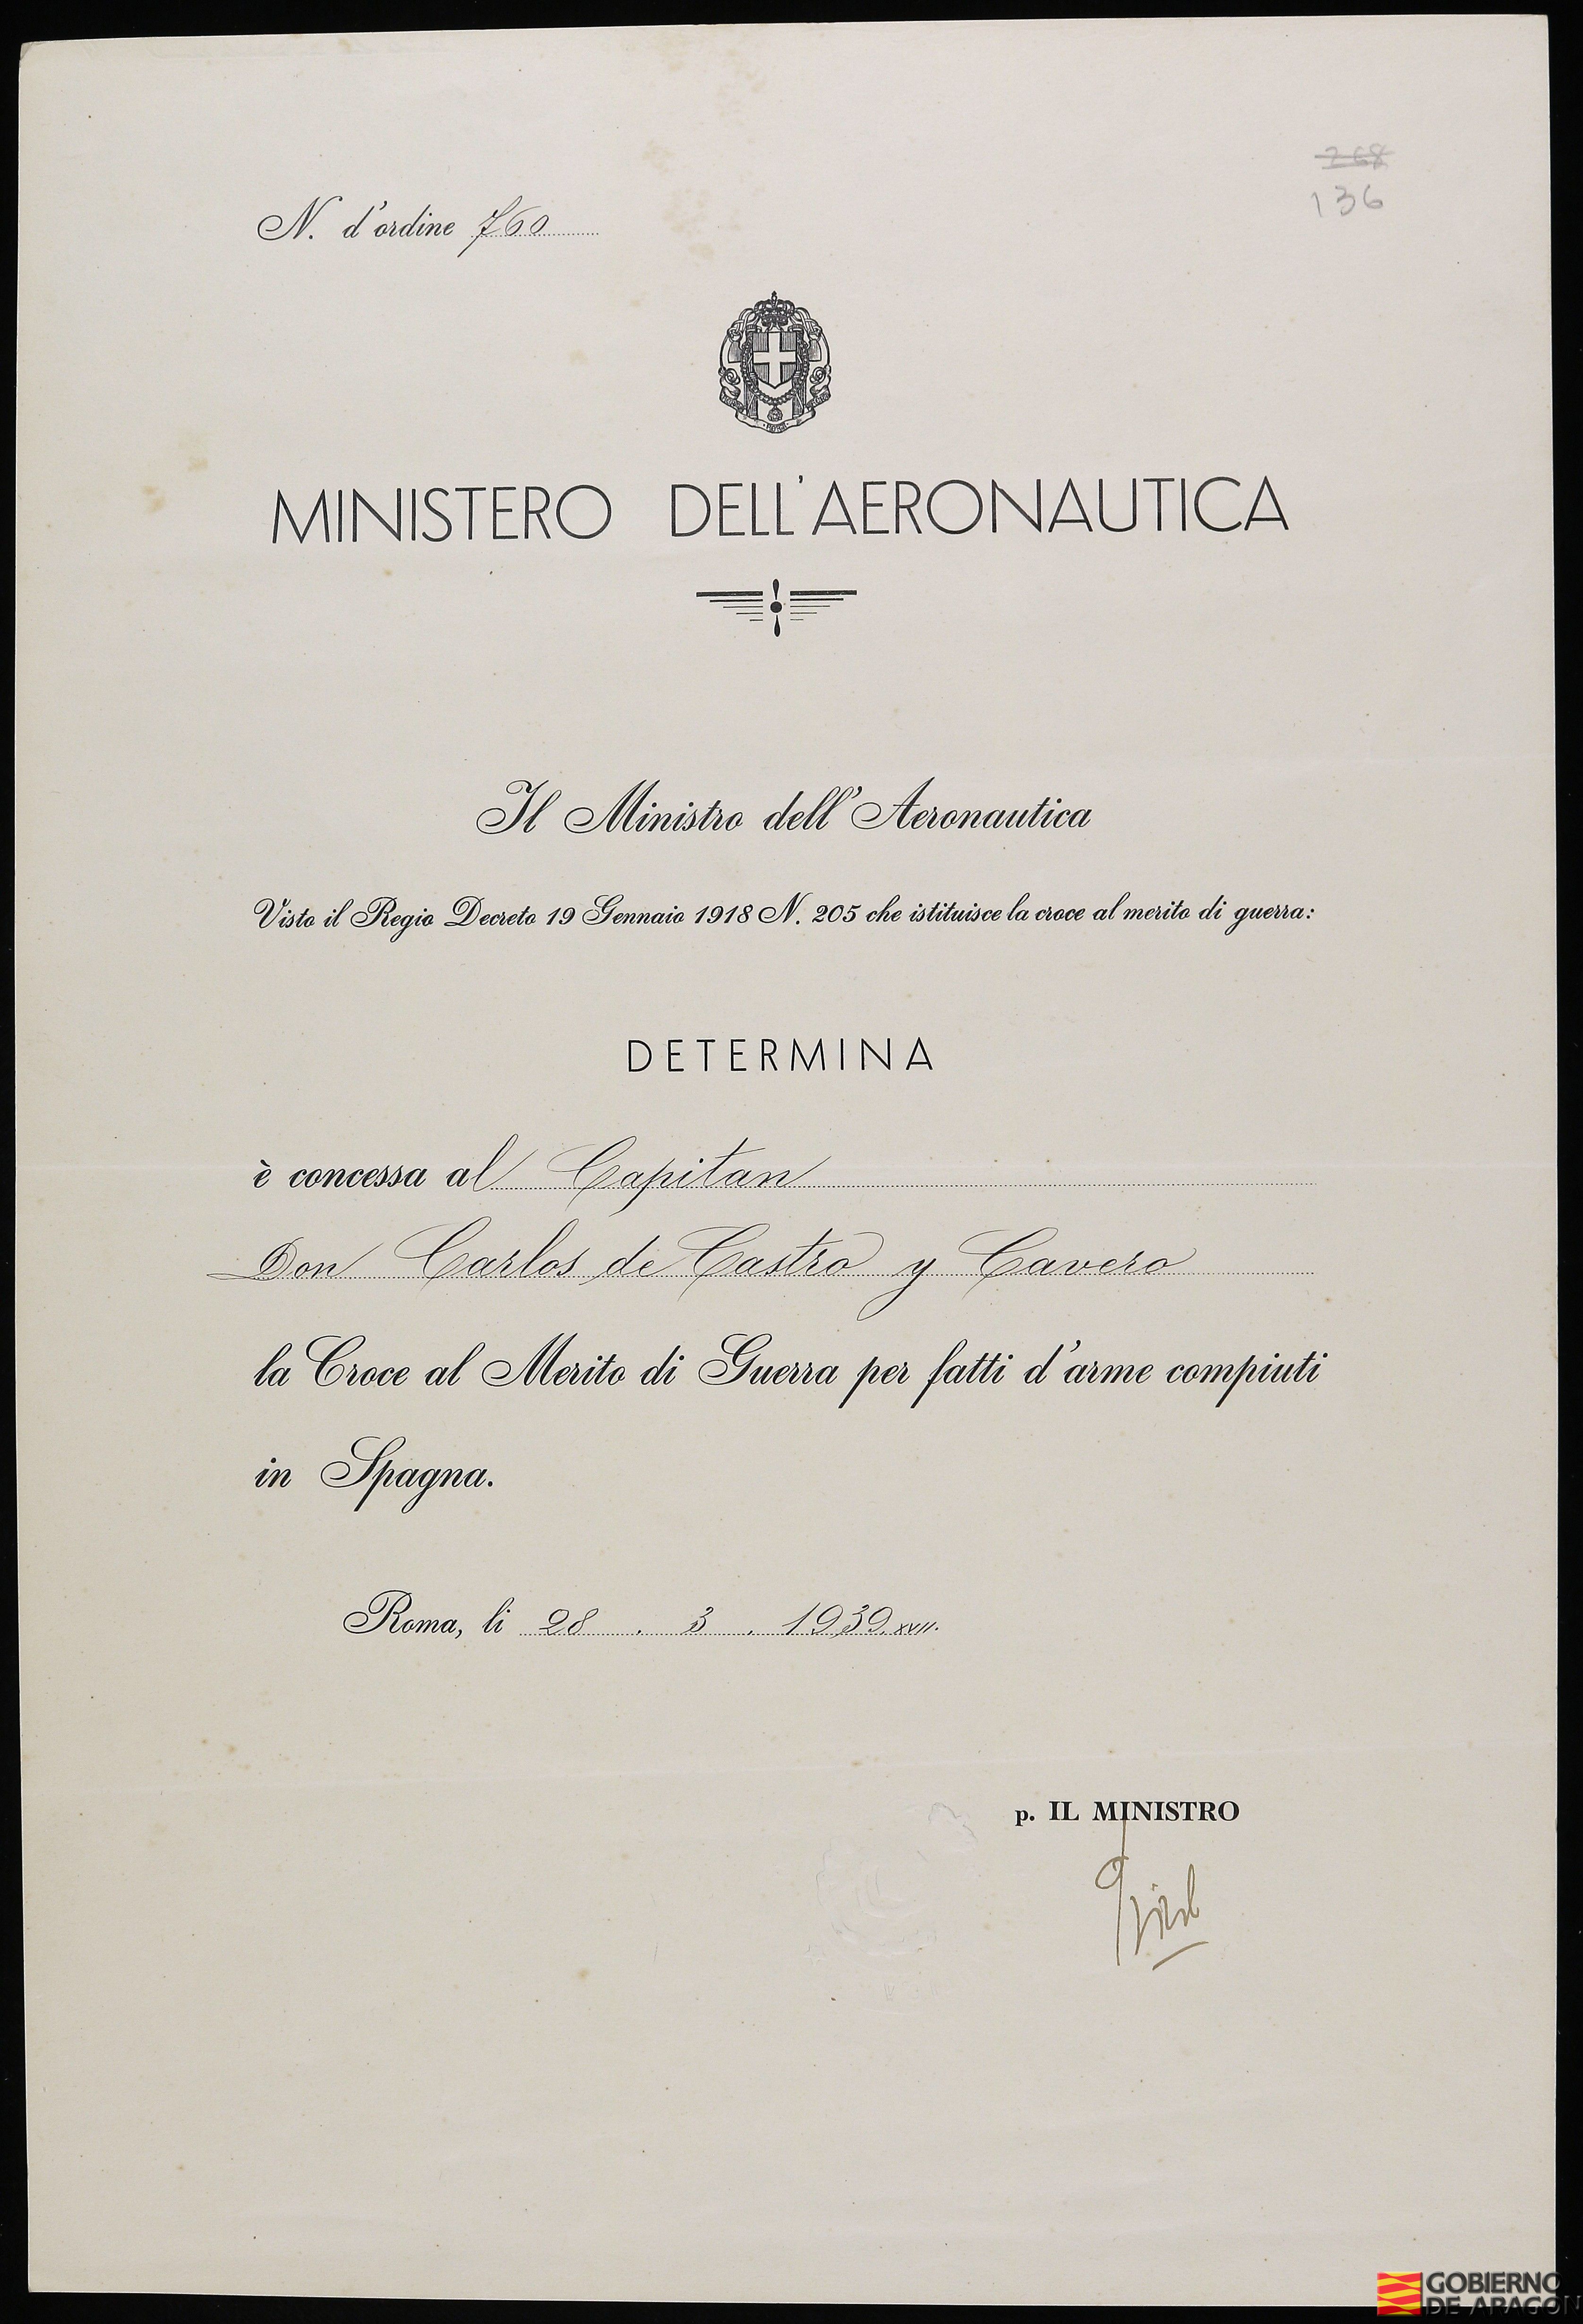 268
136
N. d'ordine 760
MINISTERO DELL'AERONAUTICA
Il Ministro dell'Aeronautica
Visto il Regio Decreto 19 Gennaio 1918 N. 205 che istituisce la croce al merito di guerra:
DETERMINA
è concessa al Capitan
Don Carlos de Castro y Cavero
la Croce al Merito di Guerra per fatti d'arme compiuti
in Spagna.
Roma, li 28 . 3 . 1939. XVII.
p. IL MINISTRO
GOBIERNO
DE ARAGON